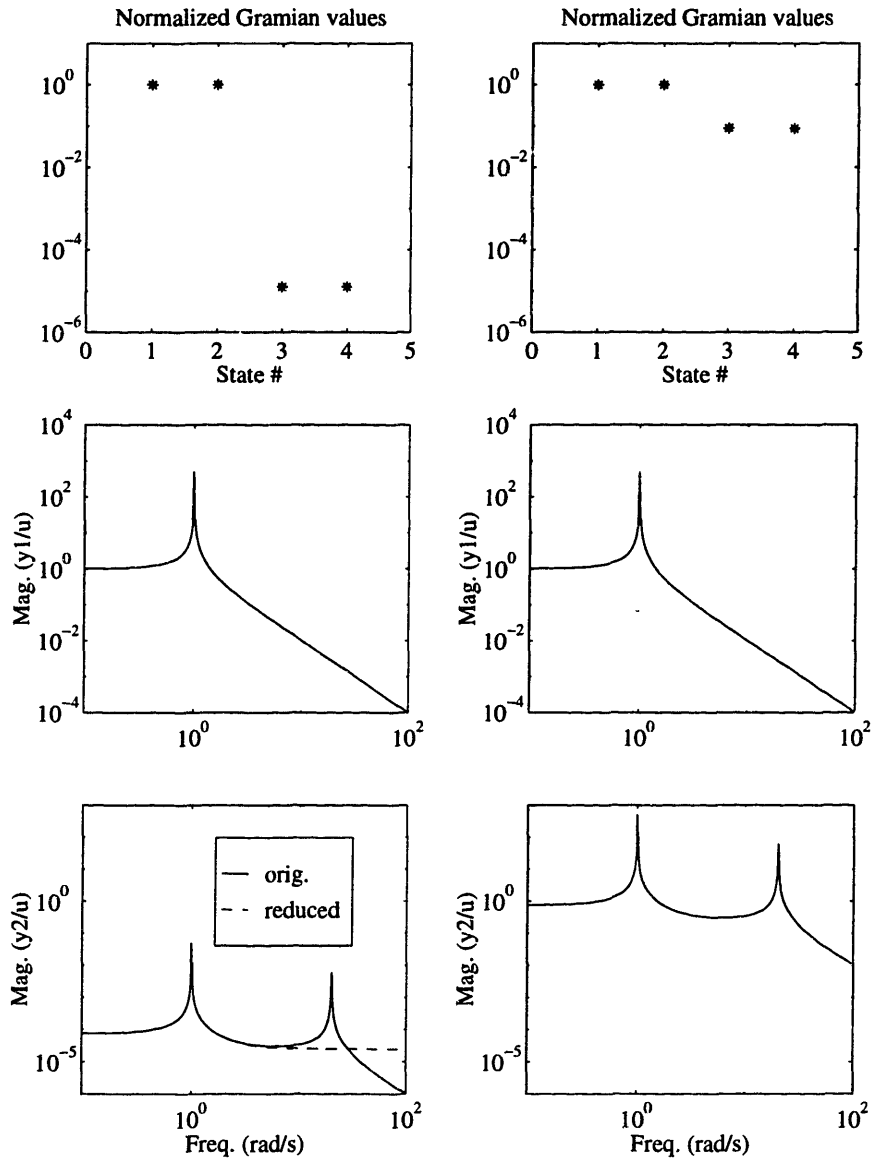 Normalized Gramian values
Normalized Gramian values
10^0
10^-2
10^-4
10^-6
0 1 2 3 4 5
State #
10^0
10^-2
10^-4
10^-6
0 1 2 3 4 5
State #
Mag. (y1/u)
10^4
10^2
10^0
10^-2
10^-4
10^0 10^2
Mag. (y1/u)
10^4
10^2
10^0
10^-2
10^-4
10^0 10^2
Mag. (y2/u)
10^0
10^-5
orig.
reduced
10^0 10^2
Freq. (rad/s)
Mag. (y2/u)
10^0
10^-5
10^0 10^2
Freq. (rad/s)